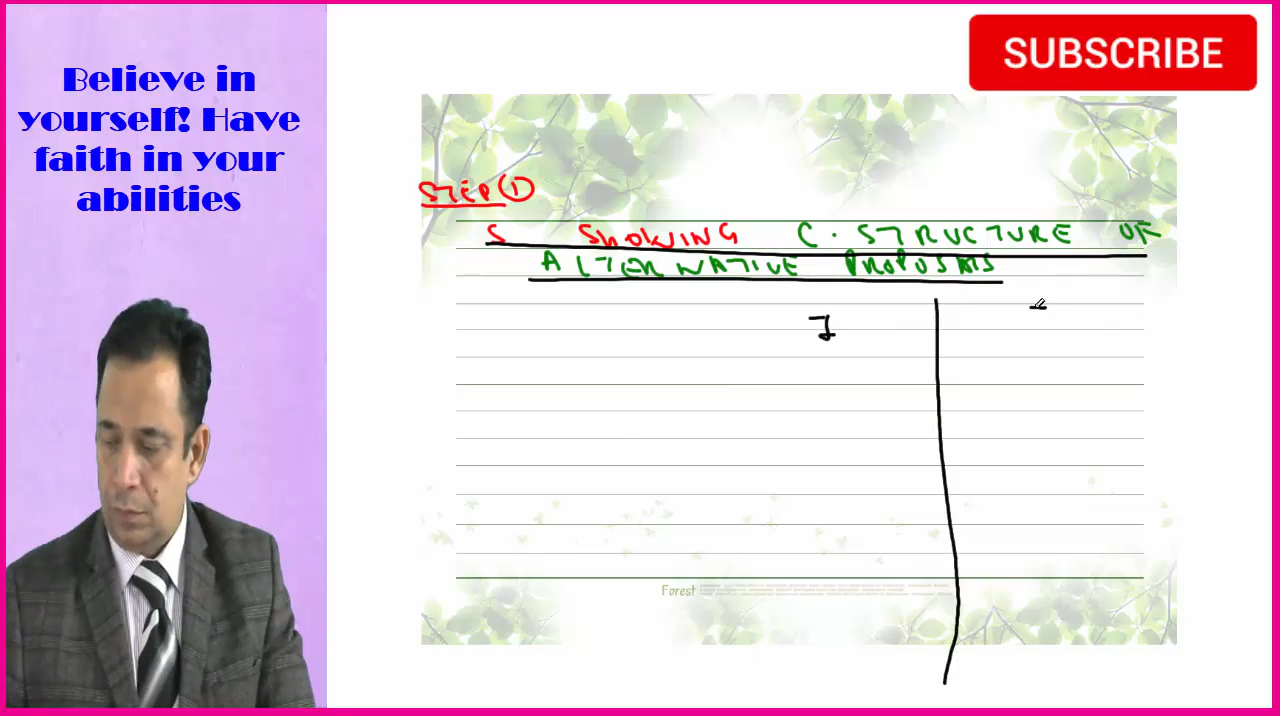 Believe in
yourself! Have
faith in your
abilities
SUBSCRIBE
STEP (1)
S SHOWING C. STRUCTURE OF
ALTERNATIVE PROPOSALS
I
Forest